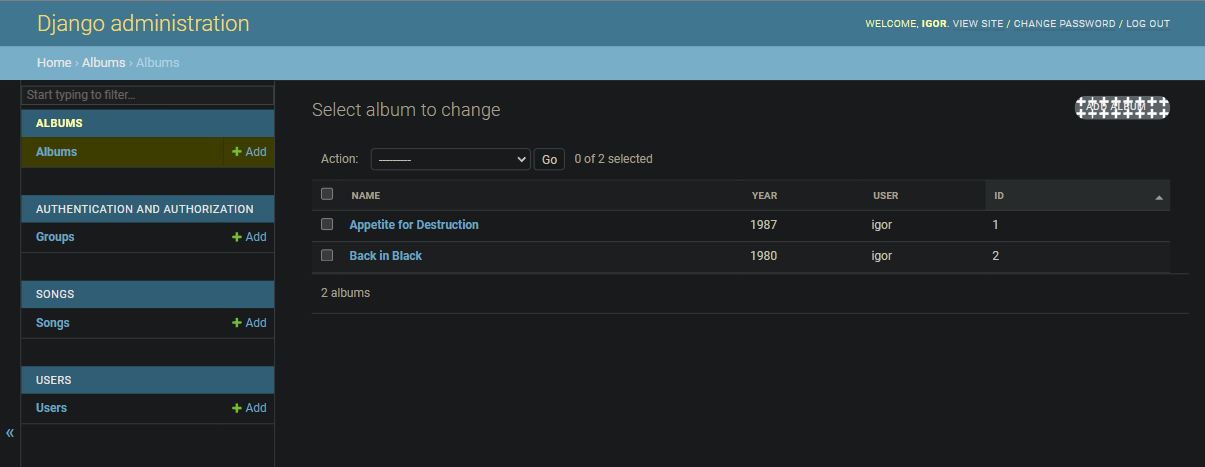 Django administration
WELCOME, IGOR. VIEW SITE / CHANGE PASSWORD / LOG OUT
Home › Albums › Albums
Start typing to filter...
ALBUMS
Albums + Add
AUTHENTICATION AND AUTHORIZATION
Groups + Add
SONGS
Songs + Add
USERS
Users + Add
«
Select album to change
ADD ALBUM
Action: --------- Go 0 of 2 selected
NAME YEAR USER ID
Appetite for Destruction 1987 igor 1
Back in Black 1980 igor 2
2 albums